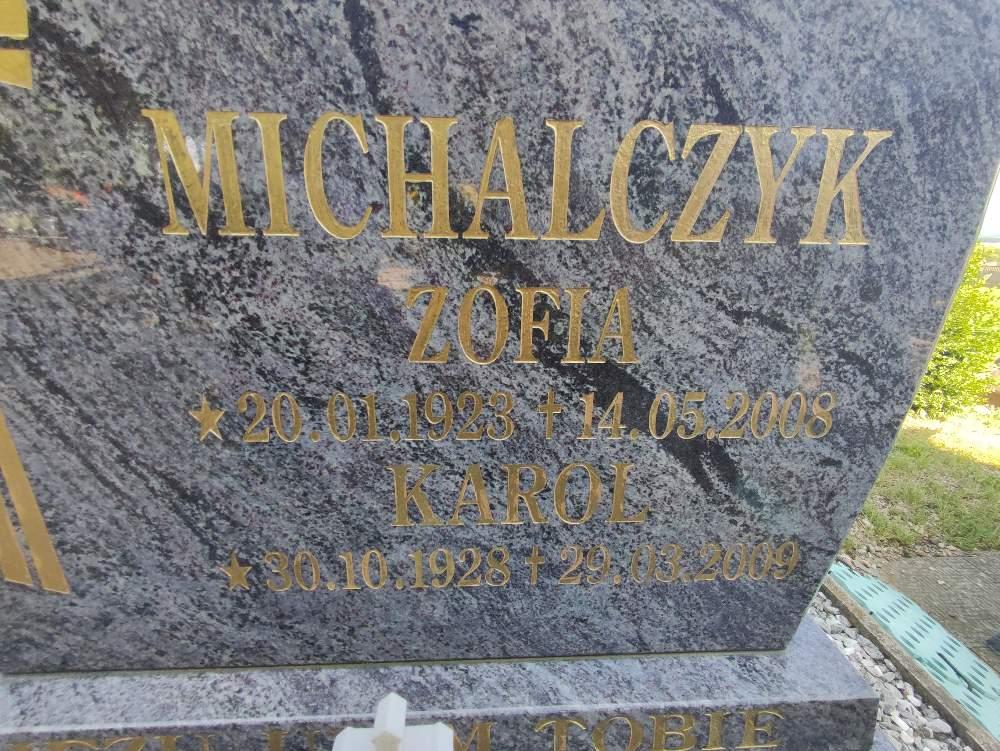 MICHALCZYK
ZOFIA
★ 20.01.1923 † 14.05.2008
KAROL
★ 30.10.1928 † 29.03.2009
TOBIE